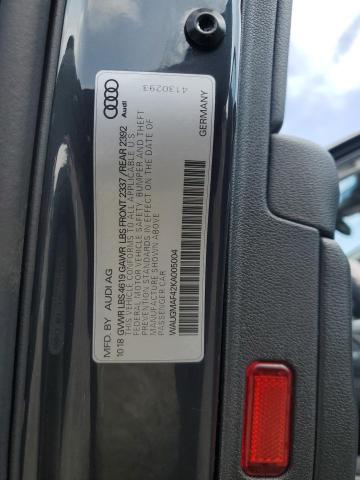 MFD. BY AUDI AG
10 18 GVWR LBS 4619 GAWR LBS FRONT 2337 / REAR 2392
THIS VEHICLE CONFORMS TO ALL APPLICABLE U.S.
FEDERAL MOTOR VEHICLE SAFETY, BUMPER AND THEFT
PREVENTION STANDARDS IN EFFECT ON THE DATE OF
MANUFACTURE SHOWN ABOVE
PASSENGER CAR
WAUGMAF42KA005004
Audi
4130293
GERMANY